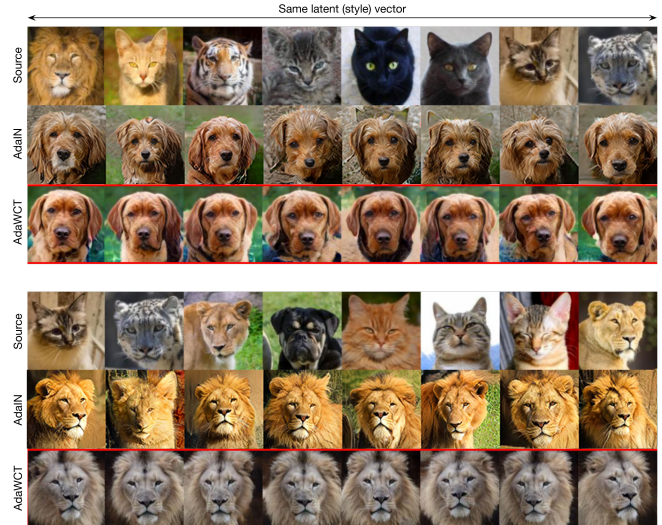 Same latent (style) vector
Source
AdaIN
AdaWCT
Source
AdaIN
AdaWCT